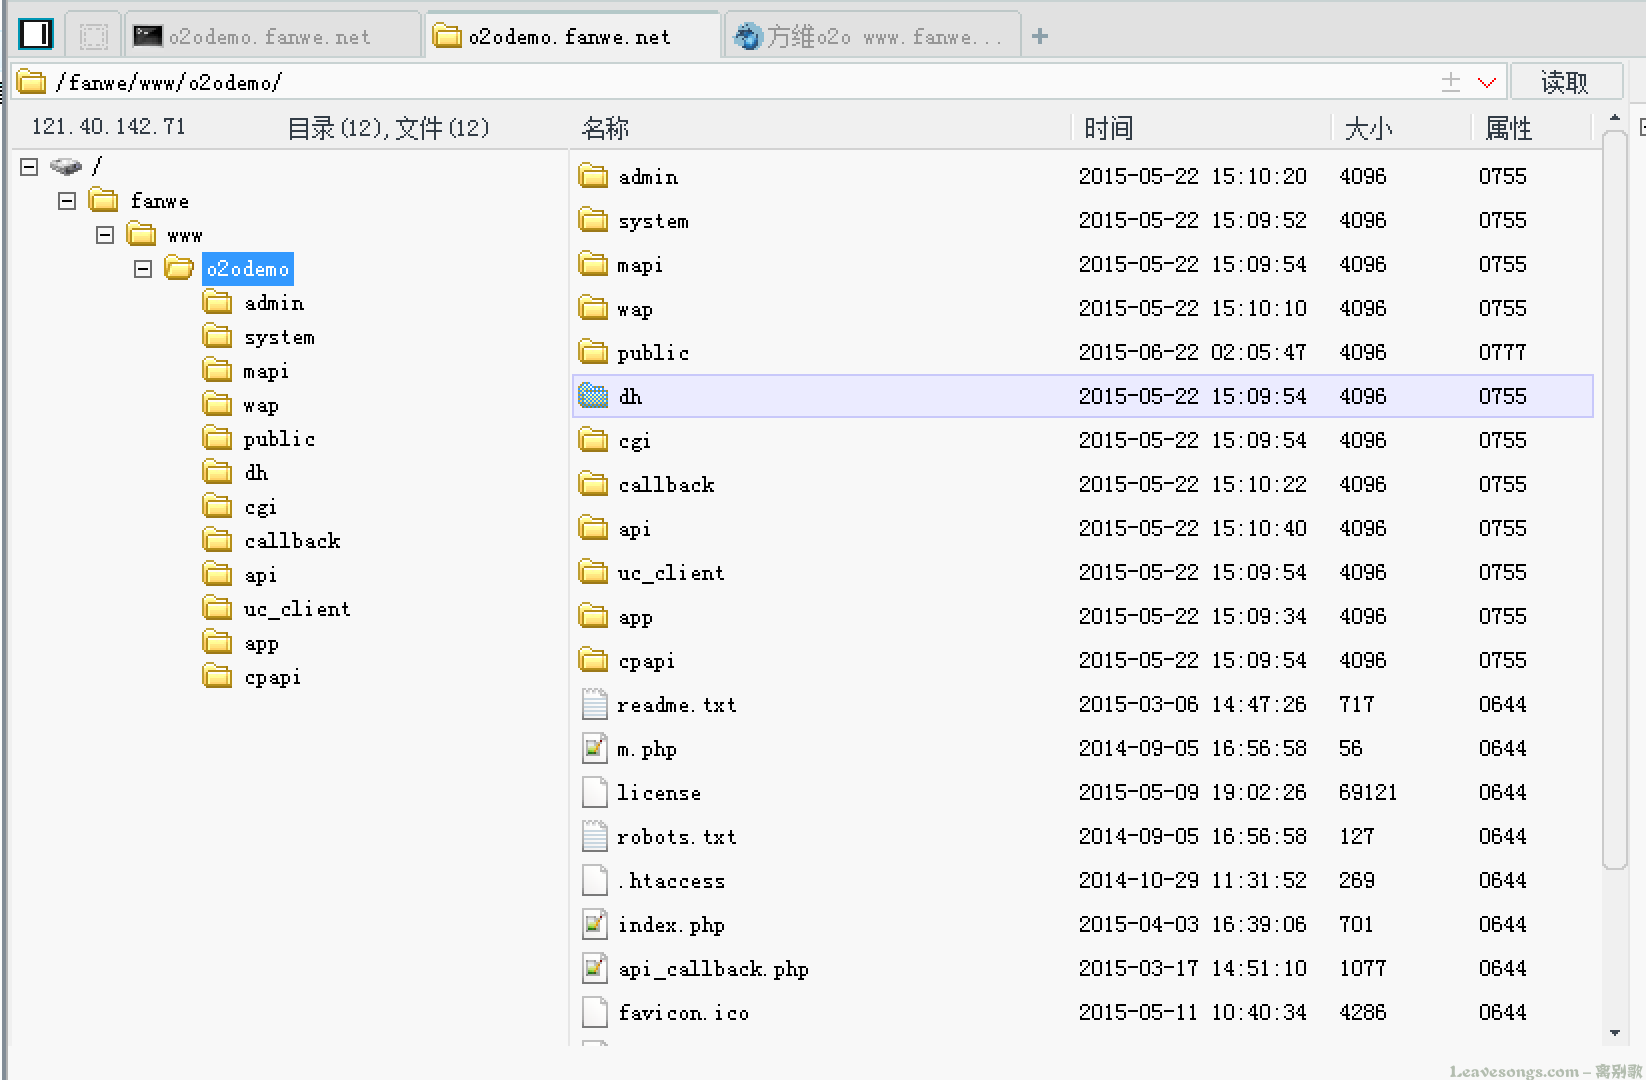 o2odemo.fanwe.net
o2odemo.fanwe.net
方维o2o www.fanwe...
/fanwe/www/o2odemo/
读取
121.40.142.71 目录(12),文件(12)
名称 时间 大小 属性
/
fanwe
www
o2odemo
admin
system
mapi
wap
public
dh
cgi
callback
api
uc_client
app
cpapi
admin 2015-05-22 15:10:20 4096 0755
system 2015-05-22 15:09:52 4096 0755
mapi 2015-05-22 15:09:54 4096 0755
wap 2015-05-22 15:10:10 4096 0755
public 2015-06-22 02:05:47 4096 0777
dh 2015-05-22 15:09:54 4096 0755
cgi 2015-05-22 15:09:54 4096 0755
callback 2015-05-22 15:10:22 4096 0755
api 2015-05-22 15:10:40 4096 0755
uc_client 2015-05-22 15:09:54 4096 0755
app 2015-05-22 15:09:34 4096 0755
cpapi 2015-05-22 15:09:54 4096 0755
readme.txt 2015-03-06 14:47:26 717 0644
m.php 2014-09-05 16:56:58 56 0644
license 2015-05-09 19:02:26 69121 0644
robots.txt 2014-09-05 16:56:58 127 0644
.htaccess 2014-10-29 11:31:52 269 0644
index.php 2015-04-03 16:39:06 701 0644
api_callback.php 2015-03-17 14:51:10 1077 0644
favicon.ico 2015-05-11 10:40:34 4286 0644
Leavesongs.com - 离别歌